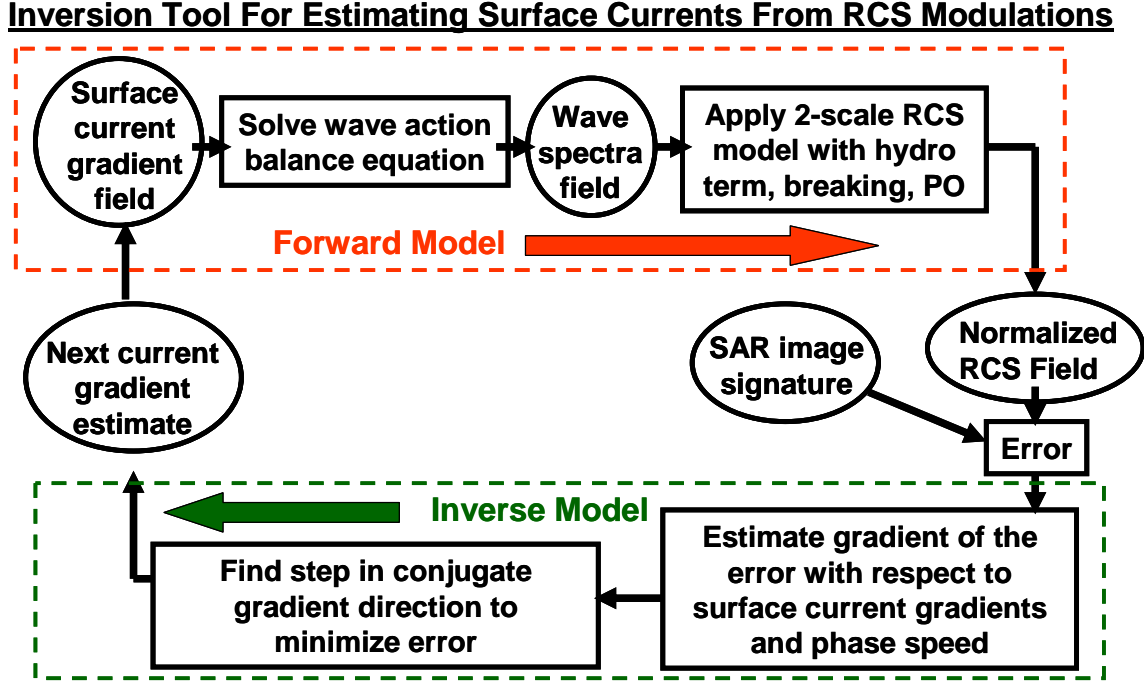 Inversion Tool For Estimating Surface Currents From RCS Modulations
Surface
current
gradient
field
Solve wave action
balance equation
Wave
spectra
field
Apply 2-scale RCS
model with hydro
term, breaking, PO
Forward Model
Next current
gradient
estimate
SAR image
signature
Normalized
RCS Field
Error
Inverse Model
Estimate gradient of the
error with respect to
surface current gradients
and phase speed
Find step in conjugate
gradient direction to
minimize error